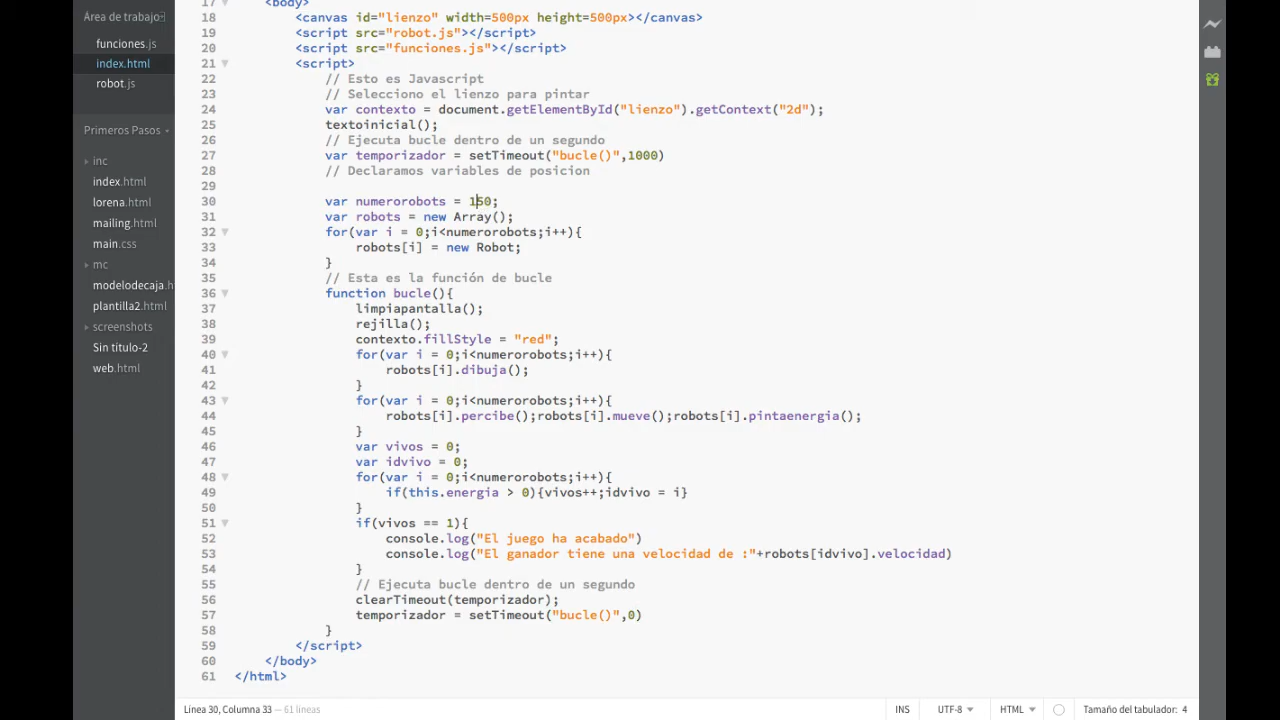 Área de trabajo
funciones.js
index.html
robot.js
Primeros Pasos
inc
index.html
lorena.html
mailing.html
main.css
mc
modelodecaja.h
plantilla2.html
screenshots
Sin titulo-2
web.html
17 <body>
18 <canvas id="lienzo" width=500px height=500px></canvas>
19 <script src="robot.js"></script>
20 <script src="funciones.js"></script>
21 <script>
22 // Esto es Javascript
23 // Selecciono el lienzo para pintar
24 var contexto = document.getElementById("lienzo").getContext("2d");
25 textoinicial();
26 // Ejecuta bucle dentro de un segundo
27 var temporizador = setTimeout("bucle()",1000)
28 // Declaramos variables de posicion
29
30 var numerorobots = 150;
31 var robots = new Array();
32 for(var i = 0;i<numerorobots;i++){
33 robots[i] = new Robot;
34 }
35 // Esta es la función de bucle
36 function bucle(){
37 limpiapantalla();
38 rejilla();
39 contexto.fillStyle = "red";
40 for(var i = 0;i<numerorobots;i++){
41 robots[i].dibuja();
42 }
43 for(var i = 0;i<numerorobots;i++){
44 robots[i].percibe();robots[i].mueve();robots[i].pintaenergia();
45 }
46 var vivos = 0;
47 var idvivo = 0;
48 for(var i = 0;i<numerorobots;i++){
49 if(this.energia > 0){vivos++;idvivo = i}
50 }
51 if(vivos == 1){
52 console.log("El juego ha acabado")
53 console.log("El ganador tiene una velocidad de :"+robots[idvivo].velocidad)
54 }
55 // Ejecuta bucle dentro de un segundo
56 clearTimeout(temporizador);
57 temporizador = setTimeout("bucle()",0)
58 }
59 </script>
60 </body>
61 </html>
Línea 30, Columna 33 — 61 líneas
INS
UTF-8
HTML
Tamaño del tabulador: 4